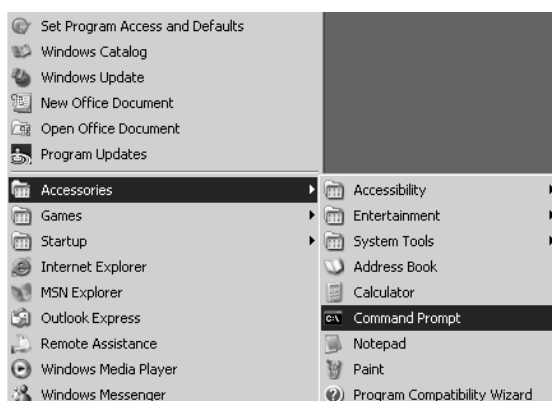 Set Program Access and Defaults
Windows Catalog
Windows Update
New Office Document
Open Office Document
Program Updates
Accessories
Games
Startup
Internet Explorer
MSN Explorer
Outlook Express
Remote Assistance
Windows Media Player
Windows Messenger
Accessibility
Entertainment
System Tools
Address Book
Calculator
C:\ Command Prompt
Notepad
Paint
Program Compatibility Wizard